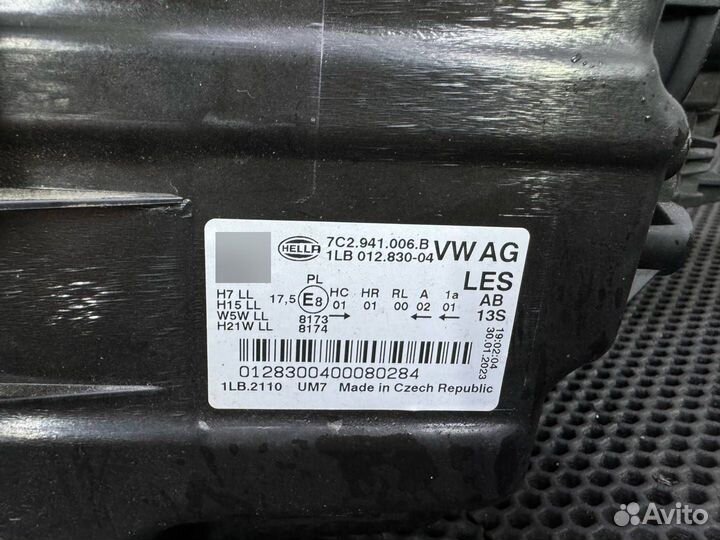 HELLA 7C2.941.006.B VW AG
1LB 012.830-04
LES
PL
H7 LL 17,5 E8 HC HR RL A 1a AB
H15 LL 01 01 00 02 01 13S
W5W LL 8173
H21W LL 8174
19:02:04
30.01.2023
0128300400080284
1LB.2110 UM7 Made in Czech Republic
Avito